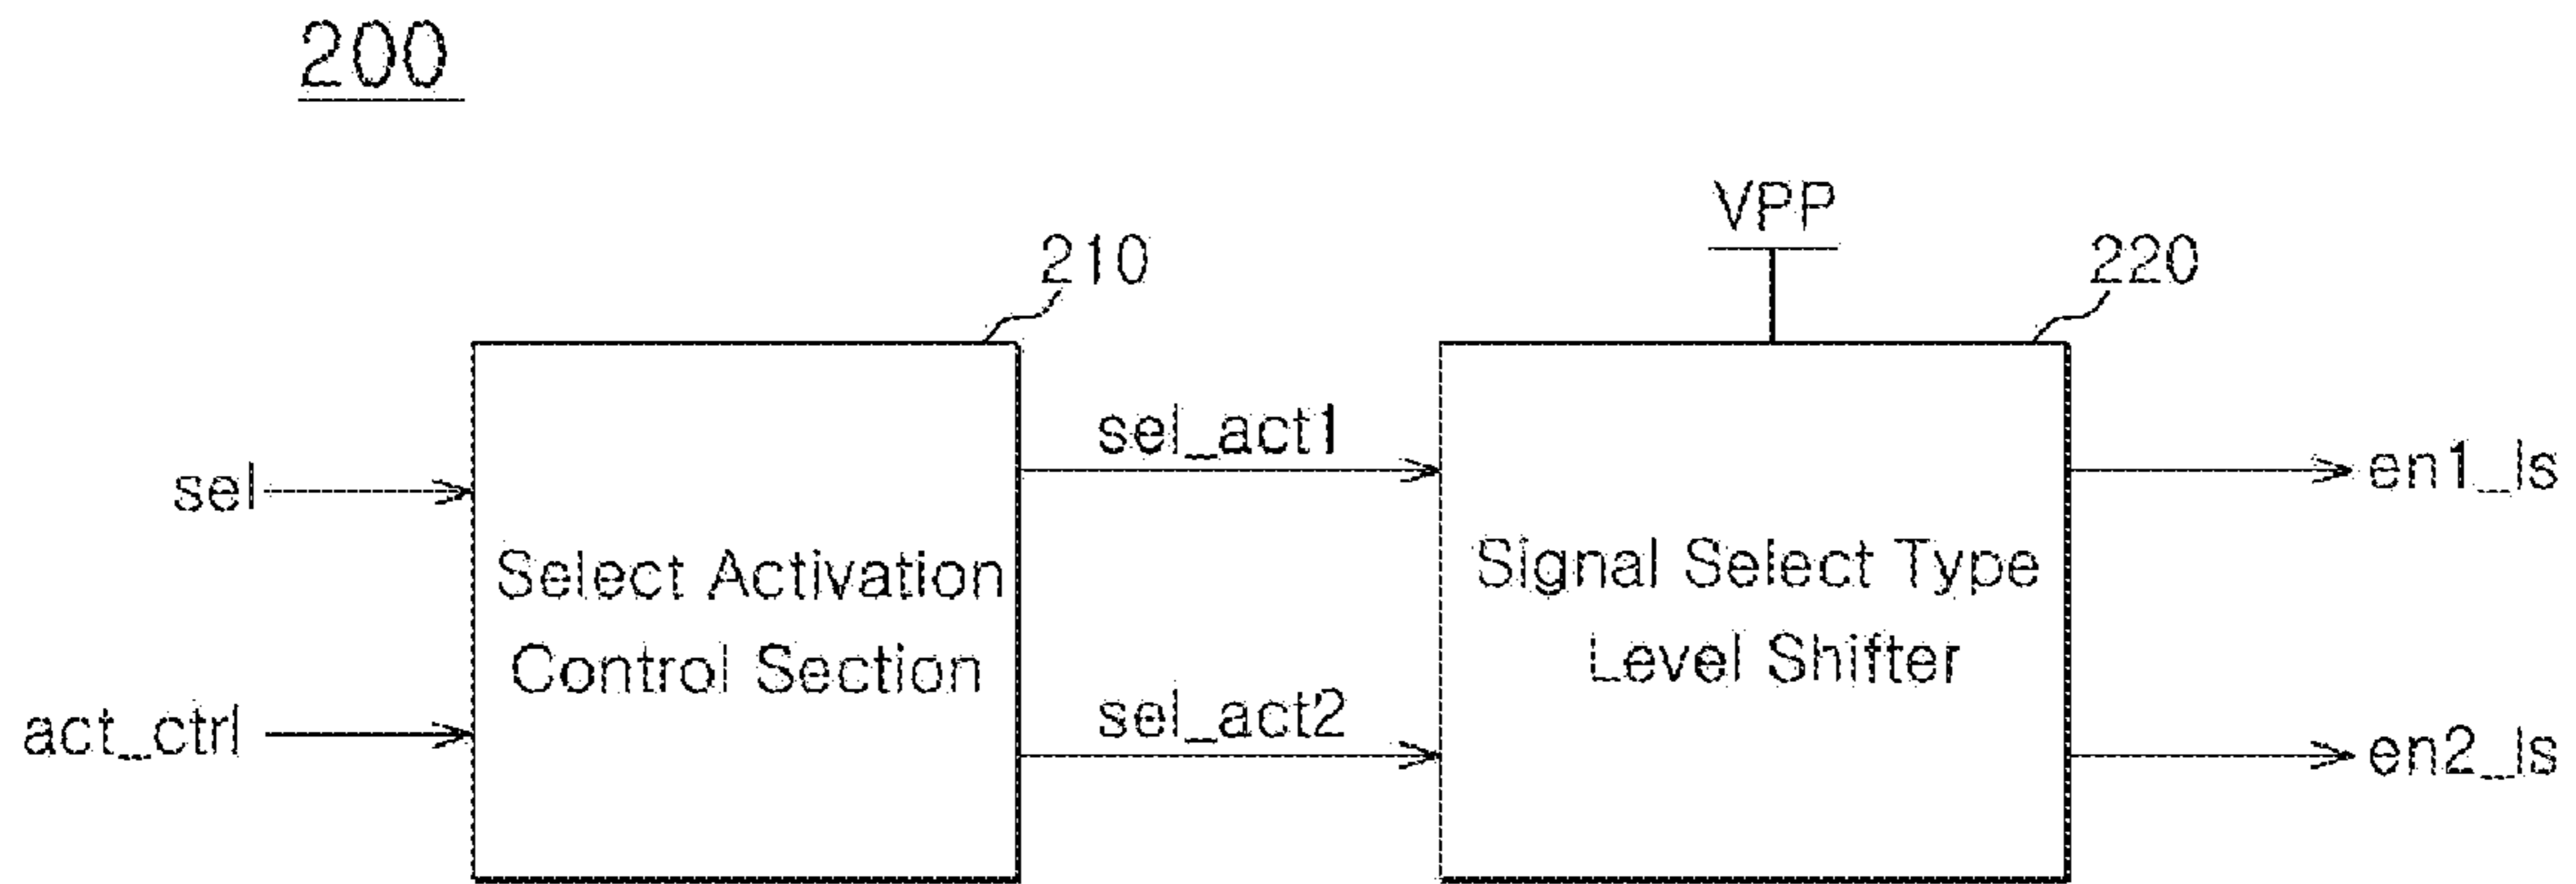 200
VPP
210
220
sel_act1
sel
en1_ls
Select Activation
Control Section
Signal Select Type
Level Shifter
sel_act2
act_ctrl
en2_ls